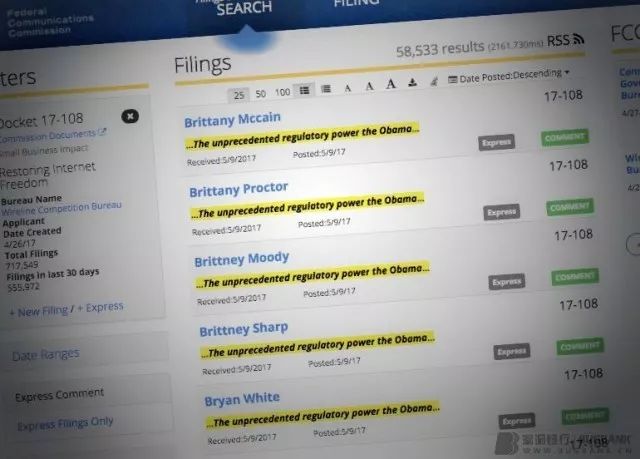 Federal
Communications
Commission
SEARCH
FILING
Filings
58,533 results (2161.730ms)
RSS
25 50 100 A A A A Date Posted:Descending
ters
Docket 17-108
Commission Documents
Small Business Impact
Restoring Internet
Freedom
Bureau Name
Wireline Competition Bureau
Applicant
Date Created
4/26/17
Total Filings
717,549
Filings in last 30 days
555,972
+ New Filing / + Express
Date Ranges
Express Comment
Express Filings Only
17-108
Brittany Mccain
...The unprecedented regulatory power the Obama...
Received:5/9/2017 Posted:5/9/17
Express COMMENT
17-108
Brittany Proctor
...The unprecedented regulatory power the Obama...
Received:5/9/2017 Posted:5/9/17
Express COMMENT
17-108
Brittney Moody
...The unprecedented regulatory power the Obama...
Received:5/9/2017 Posted:5/9/17
Express COMMENT
17-108
Brittney Sharp
...The unprecedented regulatory power the Obama...
Received:5/9/2017 Posted:5/9/17
Express COMMENT
17-108
Bryan White
...The unprecedented regulatory power the Obama...
Received:5/9/2017 Posted:5/9/17
Express COMMENT
17-108
FCC
Gove
Bure
4/27
Wirel
Bure
4/26